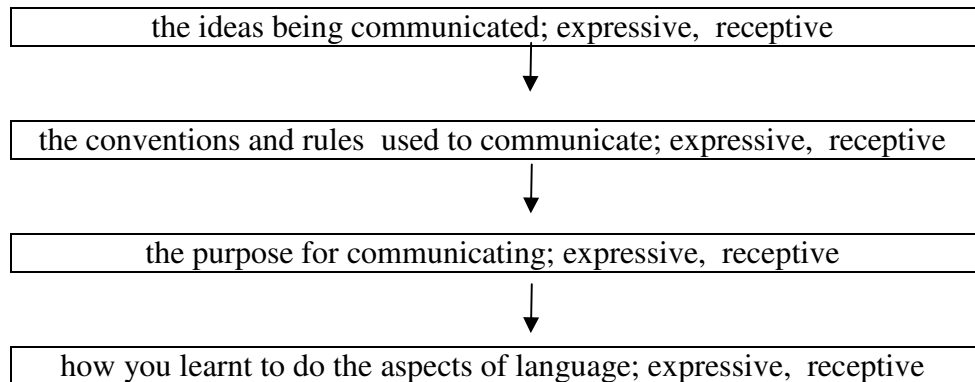 the ideas being communicated; expressive, receptive
the conventions and rules used to communicate; expressive, receptive
the purpose for communicating; expressive, receptive
how you learnt to do the aspects of language; expressive, receptive